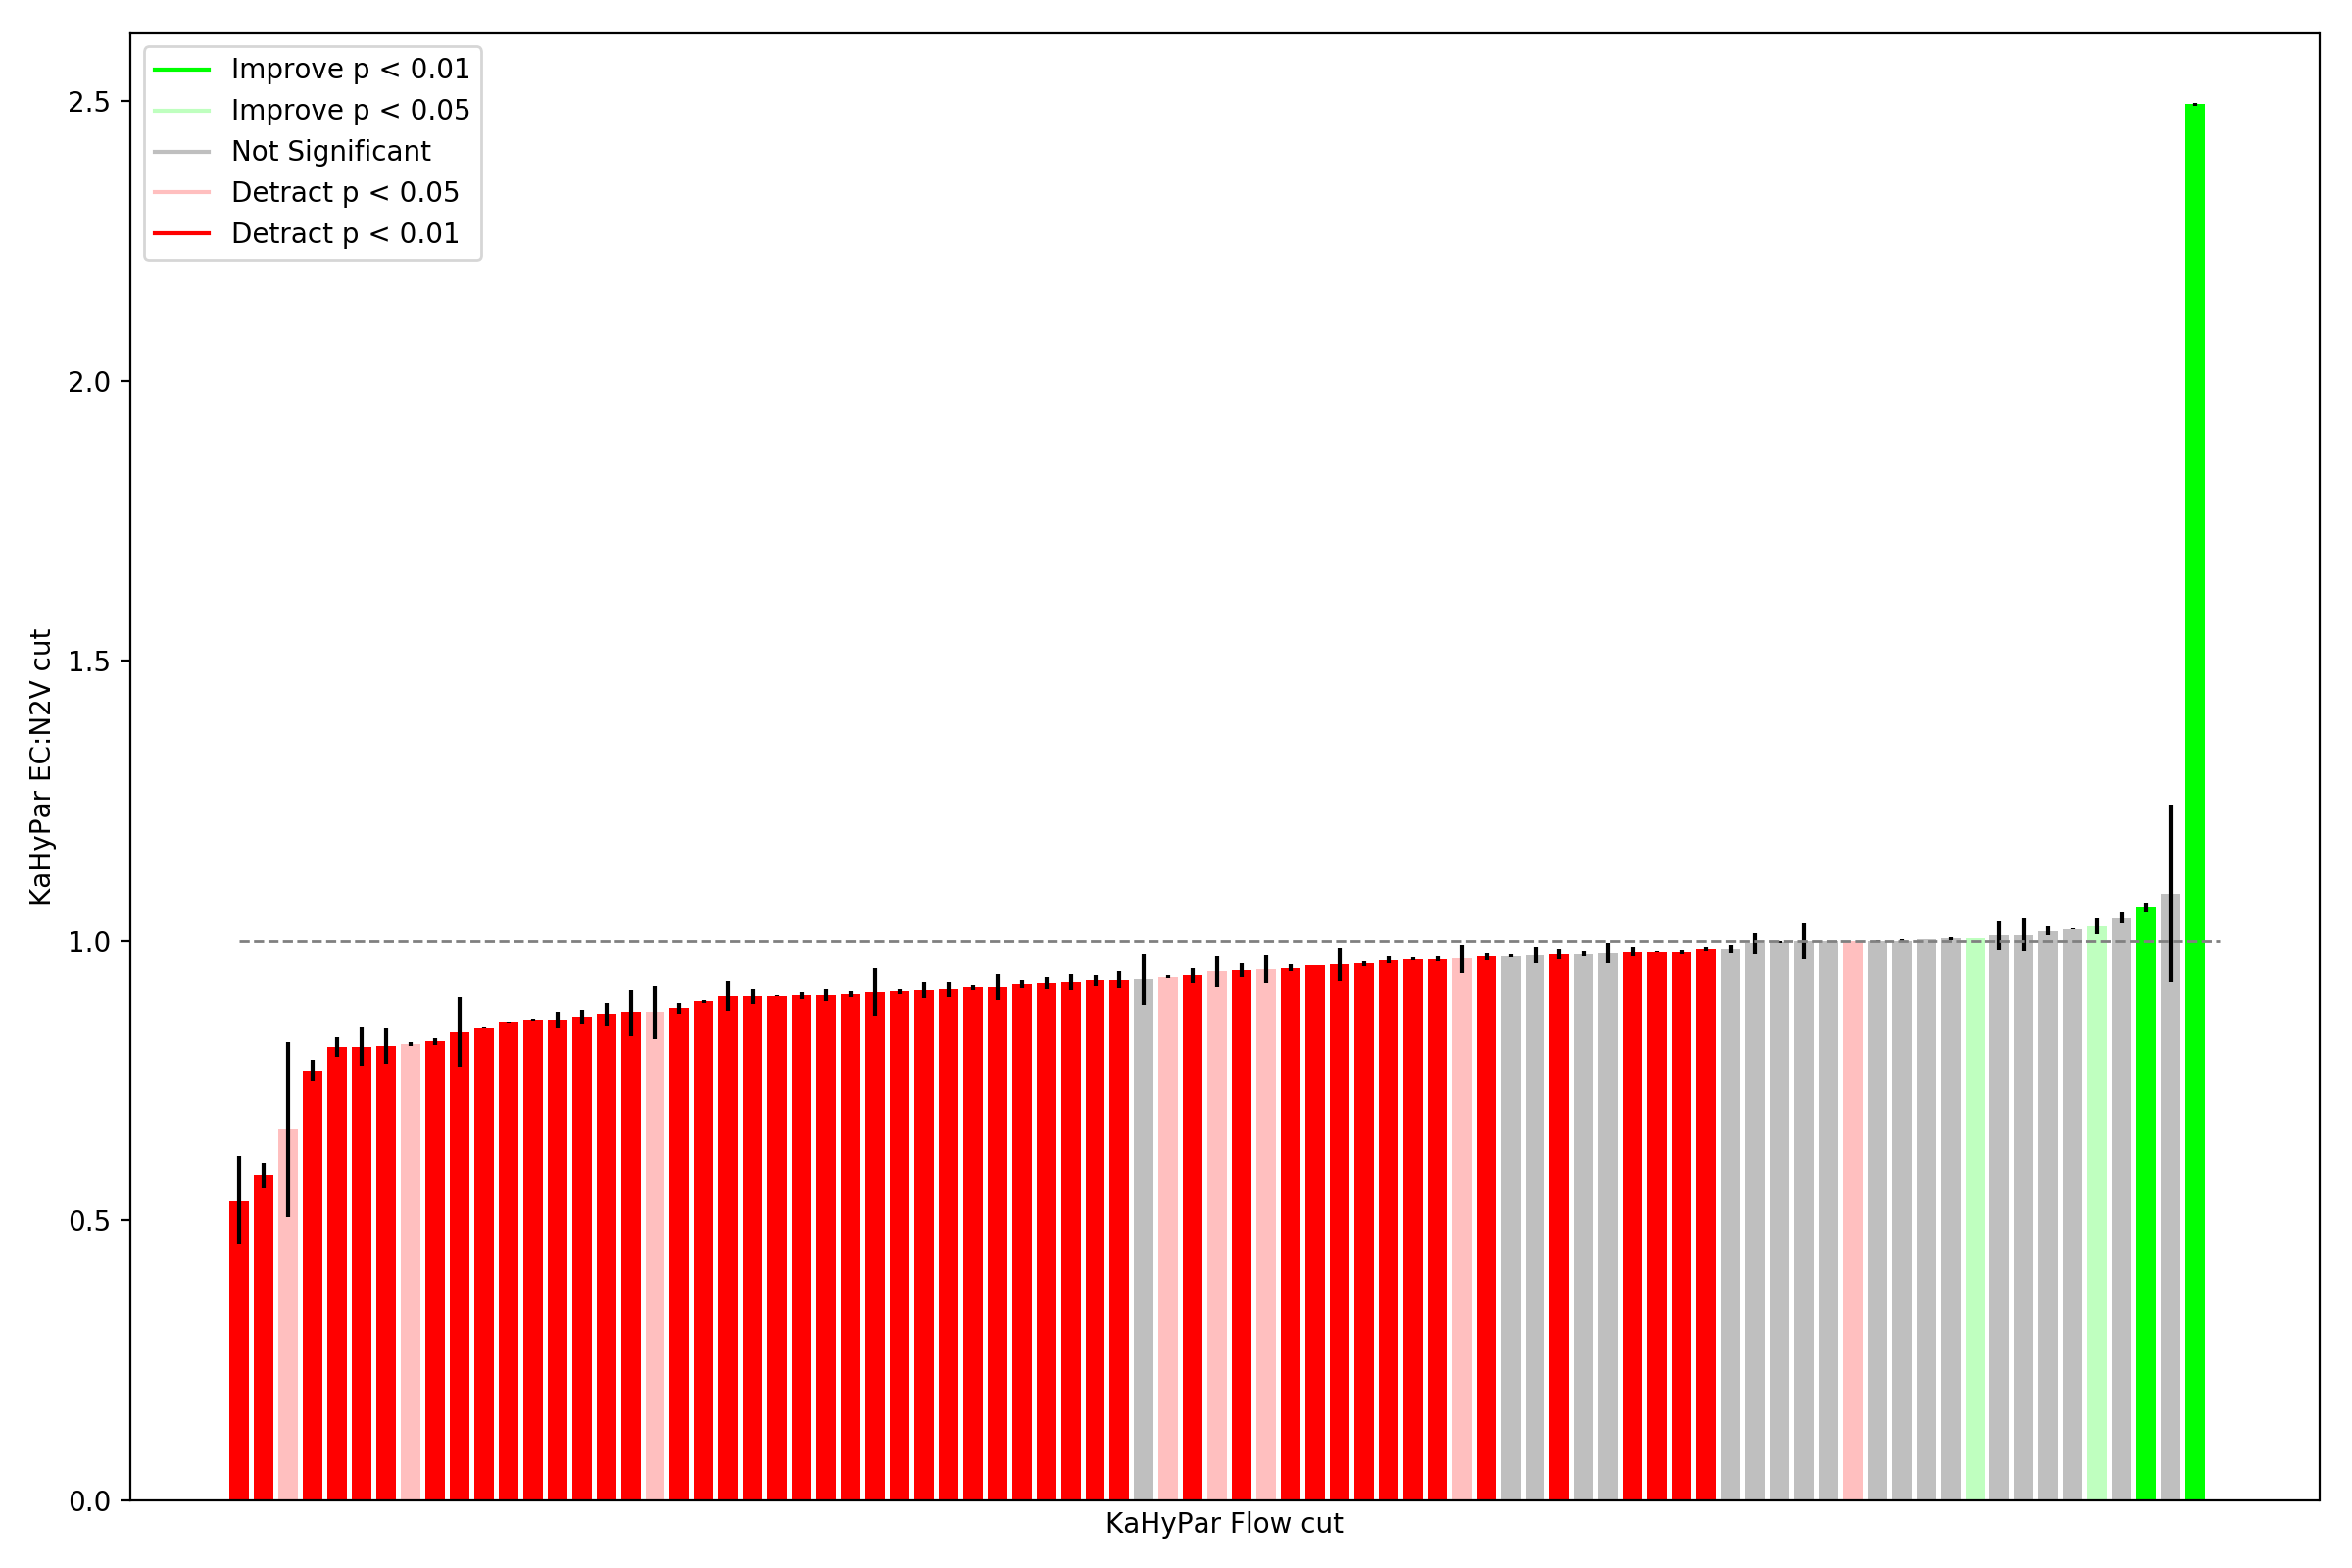 Improve p < 0.01
Improve p < 0.05
Not Significant
Detract p < 0.05
Detract p < 0.01
2.5
2.0
1.5
1.0
0.5
0.0
KaHyPar EC:N2V cut
KaHyPar Flow cut